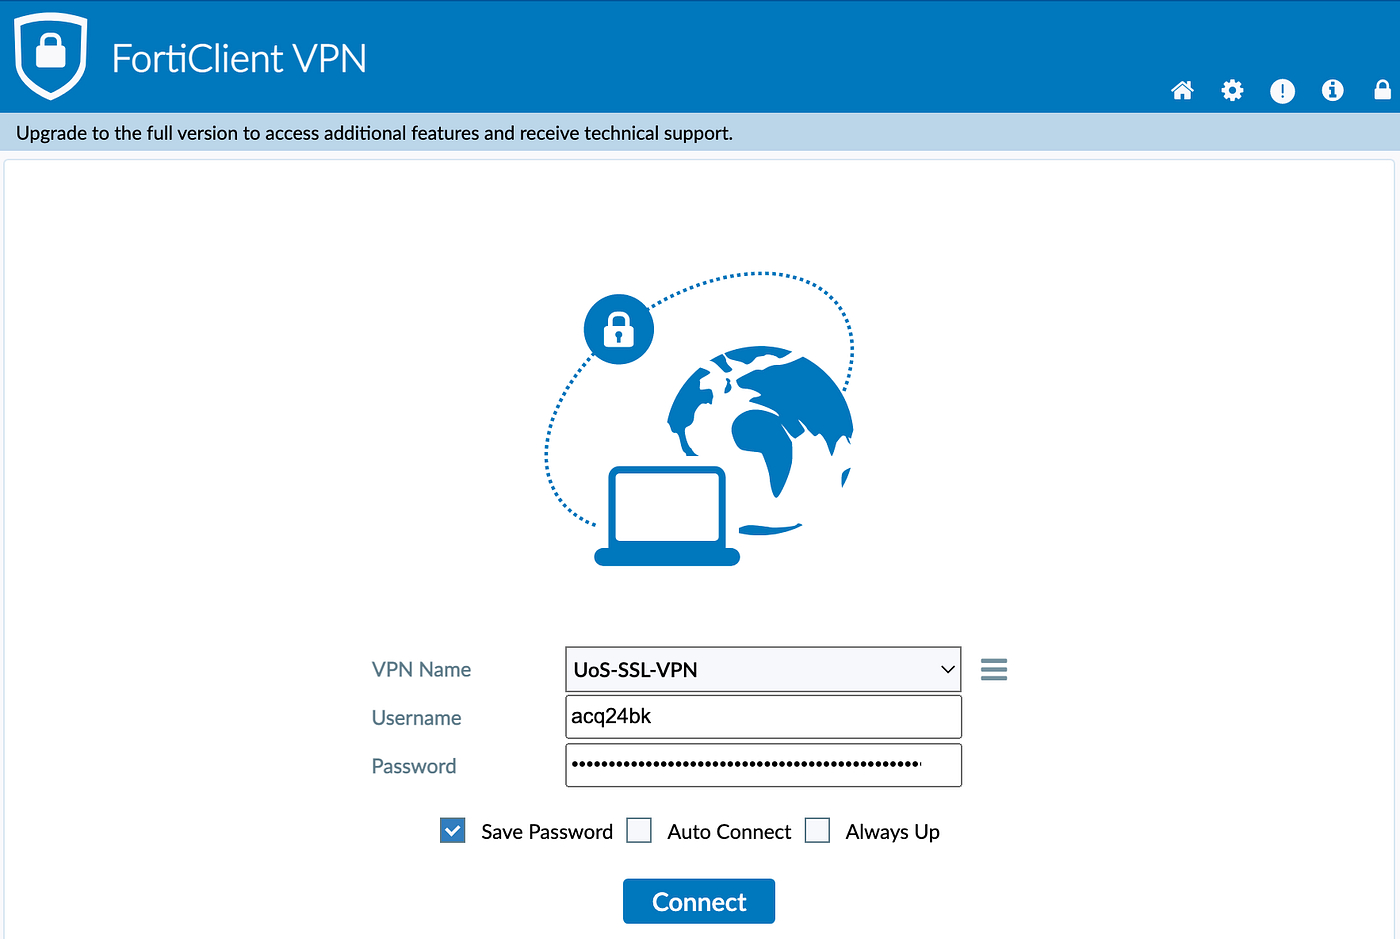 FortiClient VPN
Upgrade to the full version to access additional features and receive technical support.
VPN Name
UoS-SSL-VPN
Username
acq24bk
Password
••••••••••••••••••••••••••••••••••••••••••••••••
Save Password Auto Connect Always Up
Connect